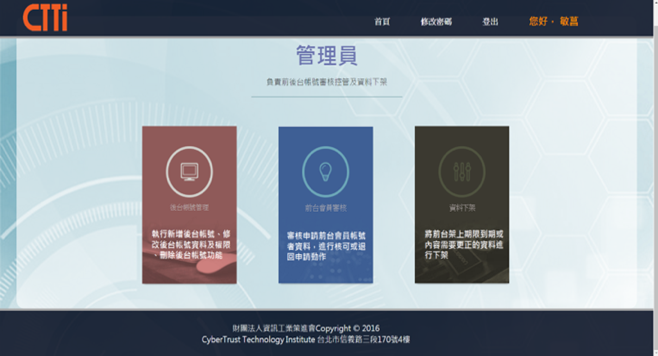 CTTi
首頁 修改密碼 登出 您好， 敏菖
管理員
負責前後台帳號審核控管及資料下架
後台帳號管理
執行新增後台帳號、修
改後台帳號資料及權限
、刪除後台帳號功能
前台會員審核
審核申請前台會員帳號
者資料，進行核可或退
回申請動作
資料下架
將前台架上期限到期或
內容需要更正的資料進
行下架
財團法人資訊工業策進會Copyright © 2016
CyberTrust Technology Institute 台北市信義路三段170號4樓